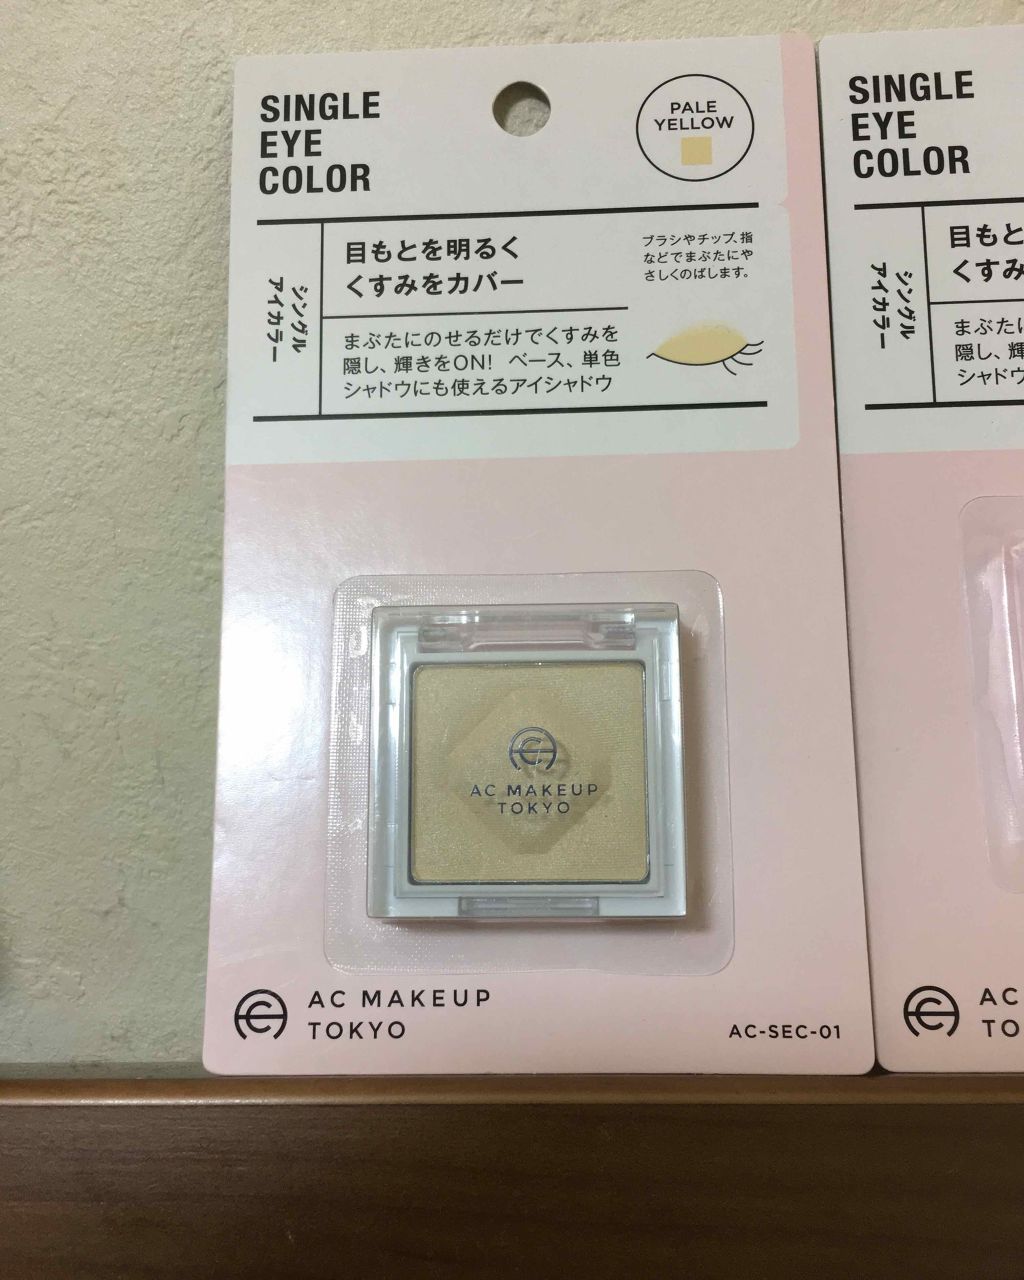 SINGLE
EYE
COLOR
PALE
YELLOW
シングル
アイカラー
目もとを明るく
くすみをカバー
ブラシやチップ、指
などでまぶたにや
さしくのばします。
まぶたにのせるだけでくすみを
隠し、輝きをON! ベース、単色
シャドウにも使えるアイシャドウ
AC MAKEUP
TOKYO
AC MAKEUP
TOKYO
AC-SEC-01
SINGLE
EYE
COLOR
シングル
アイカラー
目もと
くすみ
まぶた
隠し、輝
シャドウ
AC
TO